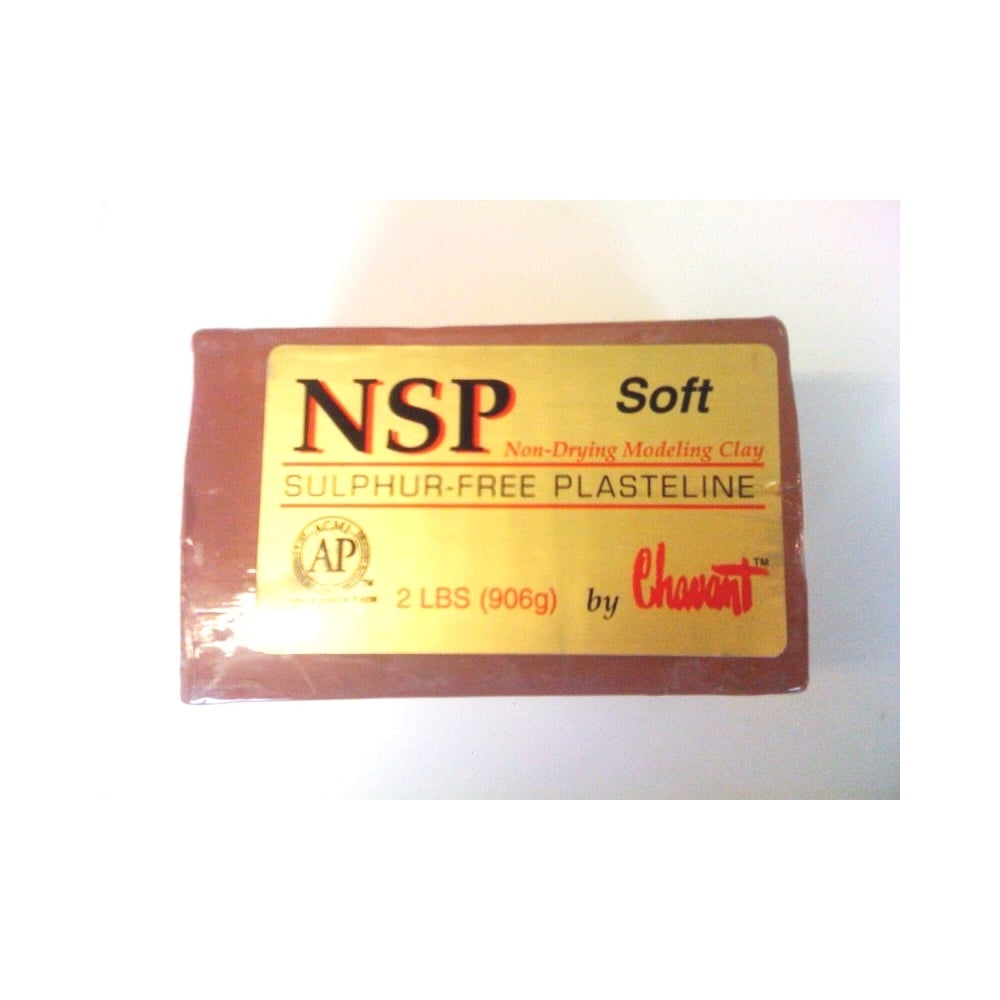 NSP
Soft
Non-Drying Modeling Clay
SULPHUR-FREE PLASTELINE
A.C.M.I.
AP
2 LBS (906g)
by Chavant™